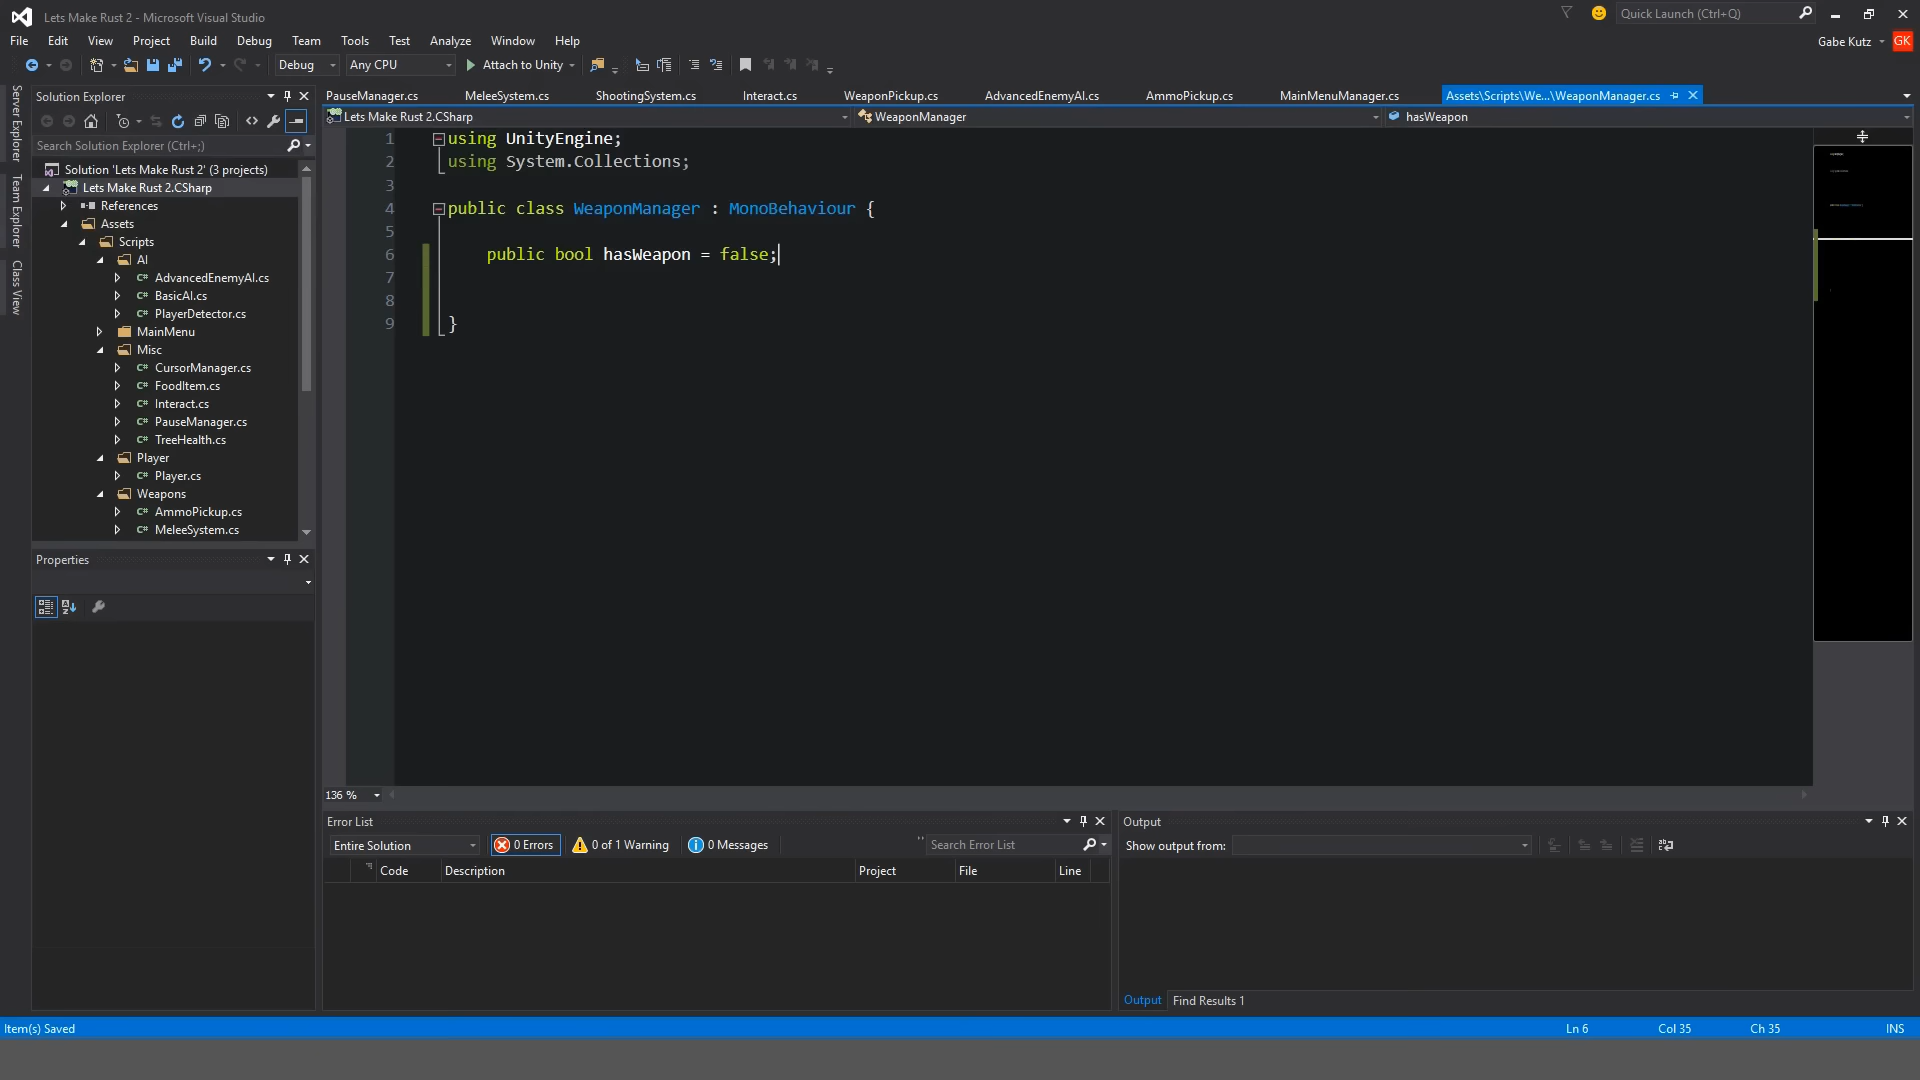 Lets Make Rust 2 - Microsoft Visual Studio
Quick Launch (Ctrl+Q)
File Edit View Project Build Debug Team Tools Test Analyze Window Help
Gabe Kutz GK
Debug Any CPU Attach to Unity
Server Explorer
Team Explorer
Class View
Solution Explorer
Search Solution Explorer (Ctrl+;)
Solution 'Lets Make Rust 2' (3 projects)
Lets Make Rust 2.CSharp
References
Assets
Scripts
AI
C# AdvancedEnemyAI.cs
C# BasicAI.cs
C# PlayerDetector.cs
MainMenu
Misc
C# CursorManager.cs
C# FoodItem.cs
C# Interact.cs
C# PauseManager.cs
C# TreeHealth.cs
Player
C# Player.cs
Weapons
C# AmmoPickup.cs
C# MeleeSystem.cs
Properties
PauseManager.cs MeleeSystem.cs ShootingSystem.cs Interact.cs WeaponPickup.cs AdvancedEnemyAI.cs AmmoPickup.cs MainMenuManager.cs Assets\Scripts\We...\WeaponManager.cs
Lets Make Rust 2.CSharp WeaponManager hasWeapon
1 using UnityEngine;
2 using System.Collections;
3
4 public class WeaponManager : MonoBehaviour {
5
6 public bool hasWeapon = false;
7
8
9 }
136 %
Error List
Entire Solution 0 Errors 0 of 1 Warning 0 Messages Search Error List
Code Description Project File Line
Output
Show output from:
Output Find Results 1
Item(s) Saved Ln 6 Col 35 Ch 35 INS